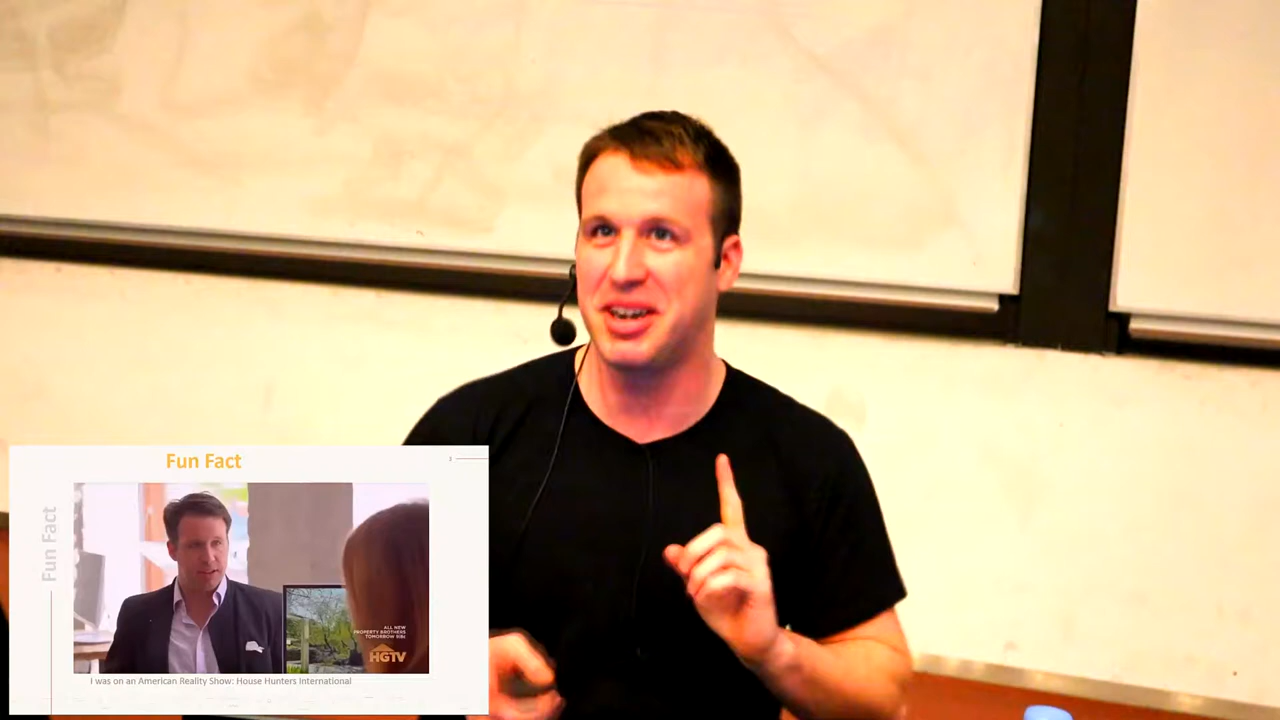 Fun Fact
3
Fun Fact
ALL NEW
PROPERTY BROTHERS
TOMORROW 9|8c
HGTV
I was on an American Reality Show: House Hunters International